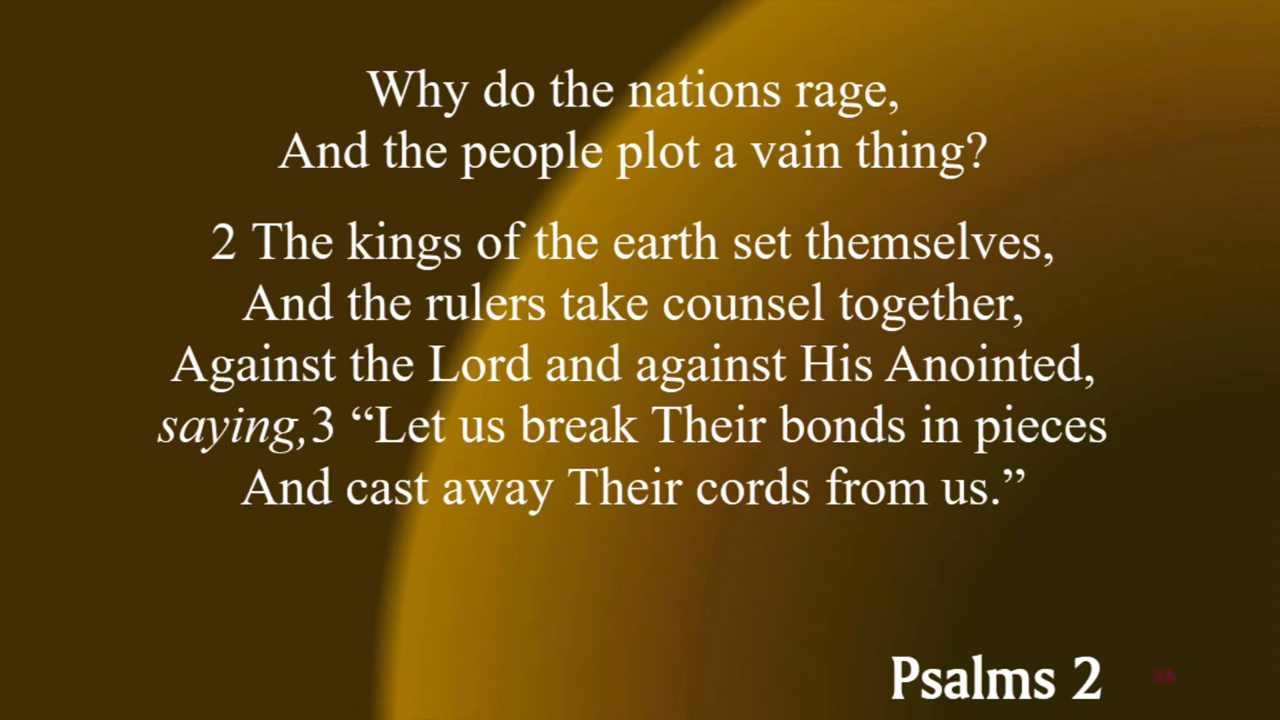 Why do the nations rage,
And the people plot a vain thing?
2 The kings of the earth set themselves,
And the rulers take counsel together,
Against the Lord and against His Anointed,
saying,3 “Let us break Their bonds in pieces
And cast away Their cords from us.”
Psalms 2